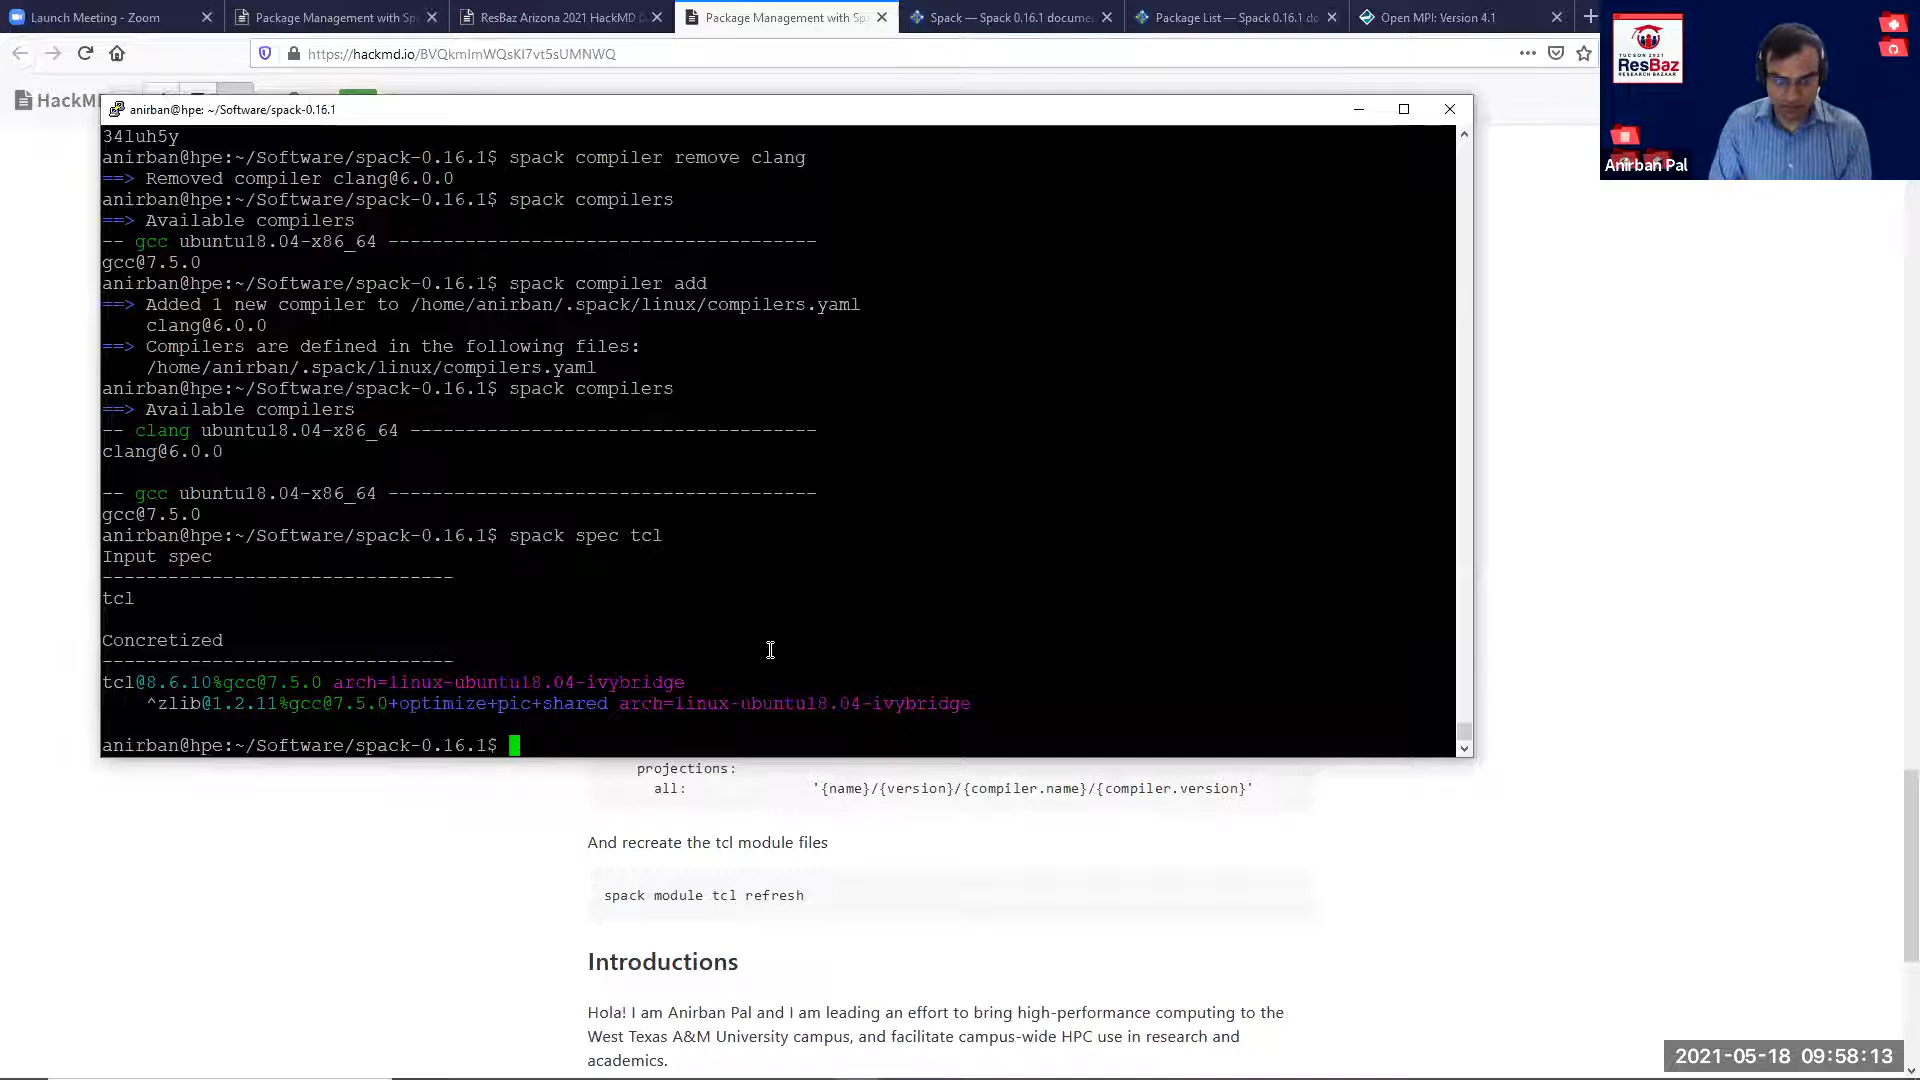 Launch Meeting - Zoom
Package Management with Sp
ResBaz Arizona 2021 HackMD
Package Management with Spa
Spack — Spack 0.16.1 docume
Package List — Spack 0.16.1 do
Open MPI: Version 4.1
https://hackmd.io/BVQkmImWQsKI7vt5sUMNWQ
HackM
TUCSON 2021
ResBaz
RESEARCH BAZAAR
Anirban Pal
anirban@hpe: ~/Software/spack-0.16.1
34luh5y
anirban@hpe:~/Software/spack-0.16.1$ spack compiler remove clang
==> Removed compiler clang@6.0.0
anirban@hpe:~/Software/spack-0.16.1$ spack compilers
==> Available compilers
-- gcc ubuntu18.04-x86_64 ---------------------------------------
gcc@7.5.0
anirban@hpe:~/Software/spack-0.16.1$ spack compiler add
==> Added 1 new compiler to /home/anirban/.spack/linux/compilers.yaml
clang@6.0.0
==> Compilers are defined in the following files:
/home/anirban/.spack/linux/compilers.yaml
anirban@hpe:~/Software/spack-0.16.1$ spack compilers
==> Available compilers
-- clang ubuntu18.04-x86_64 -------------------------------------
clang@6.0.0
-- gcc ubuntu18.04-x86_64 ---------------------------------------
gcc@7.5.0
anirban@hpe:~/Software/spack-0.16.1$ spack spec tcl
Input spec
--------------------------------
tcl
Concretized
--------------------------------
tcl@8.6.10%gcc@7.5.0 arch=linux-ubuntu18.04-ivybridge
^zlib@1.2.11%gcc@7.5.0+optimize+pic+shared arch=linux-ubuntu18.04-ivybridge
anirban@hpe:~/Software/spack-0.16.1$
projections:
all: '{name}/{version}/{compiler.name}/{compiler.version}'
And recreate the tcl module files
spack module tcl refresh
Introductions
Hola! I am Anirban Pal and I am leading an effort to bring high-performance computing to the
West Texas A&M University campus, and facilitate campus-wide HPC use in research and
academics.
2021-05-18 09:58:13